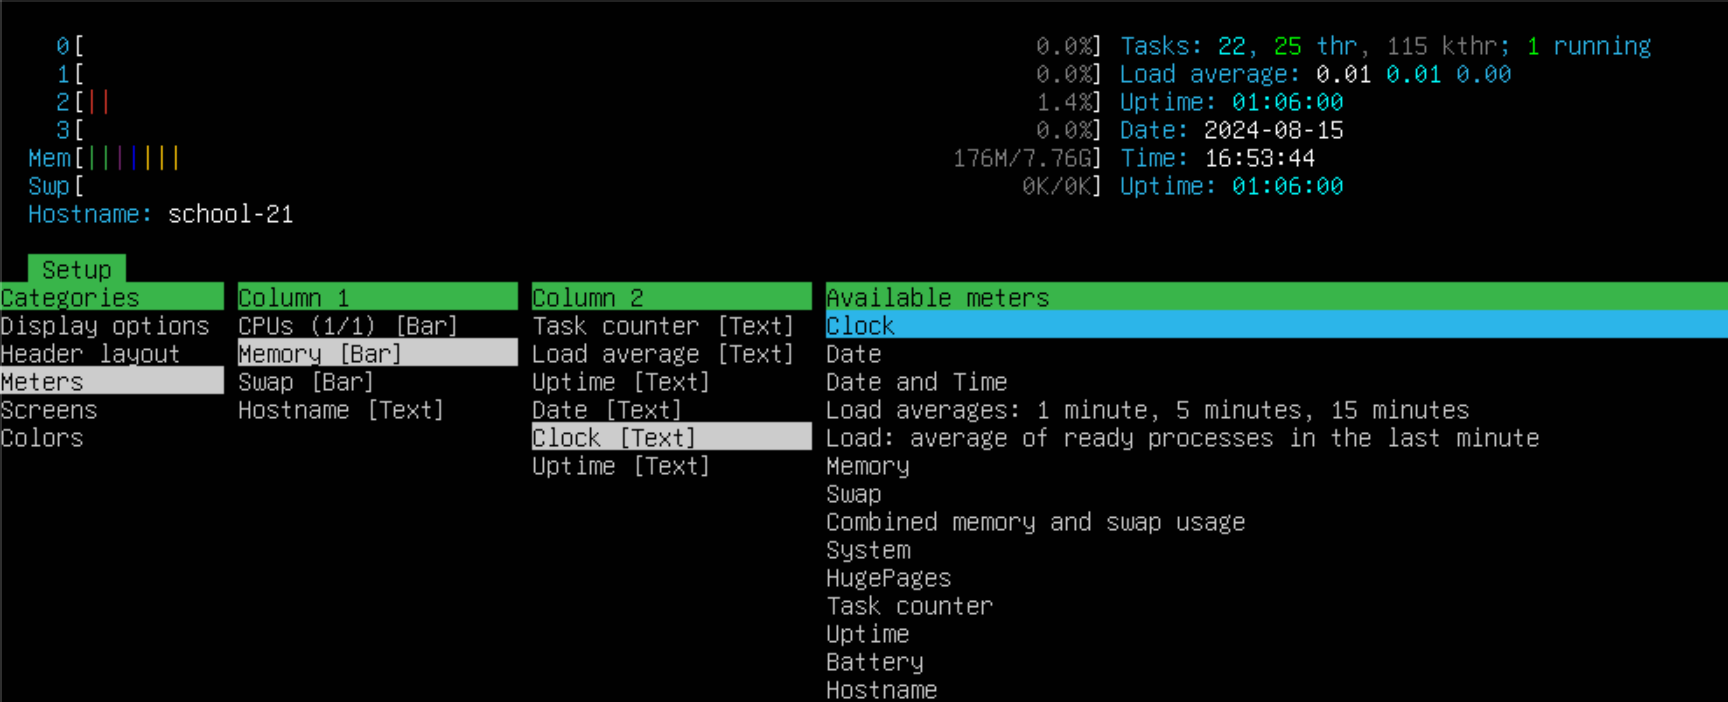 0[ 0.0%] Tasks: 22, 25 thr, 115 kthr; 1 running
1[ 0.0%] Load average: 0.01 0.01 0.00
2[|| 1.4%] Uptime: 01:06:00
3[ 0.0%] Date: 2024-08-15
Mem[||||||| 176M/7.76G] Time: 16:53:44
Swp[ 0K/0K] Uptime: 01:06:00
Hostname: school-21
Setup
Categories Column 1 Column 2 Available meters
Display options CPUs (1/1) [Bar] Task counter [Text] Clock
Header layout Memory [Bar] Load average [Text] Date
Meters Swap [Bar] Uptime [Text] Date and Time
Screens Hostname [Text] Date [Text] Load averages: 1 minute, 5 minutes, 15 minutes
Colors Clock [Text] Load: average of ready processes in the last minute
Uptime [Text] Memory
Swap
Combined memory and swap usage
System
HugePages
Task counter
Uptime
Battery
Hostname